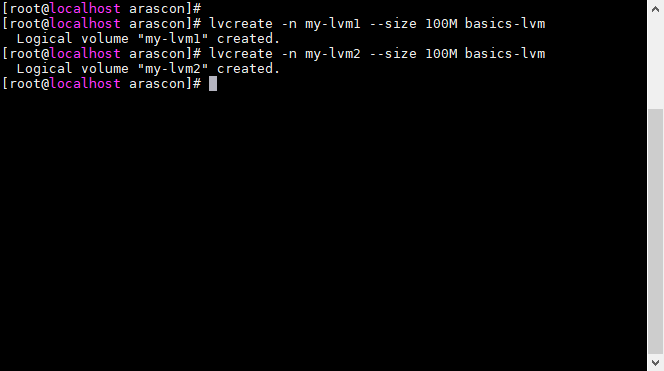 [root@localhost arascon]#
[root@localhost arascon]# lvcreate -n my-lvm1 --size 100M basics-lvm
  Logical volume "my-lvm1" created.
[root@localhost arascon]# lvcreate -n my-lvm2 --size 100M basics-lvm
  Logical volume "my-lvm2" created.
[root@localhost arascon]#